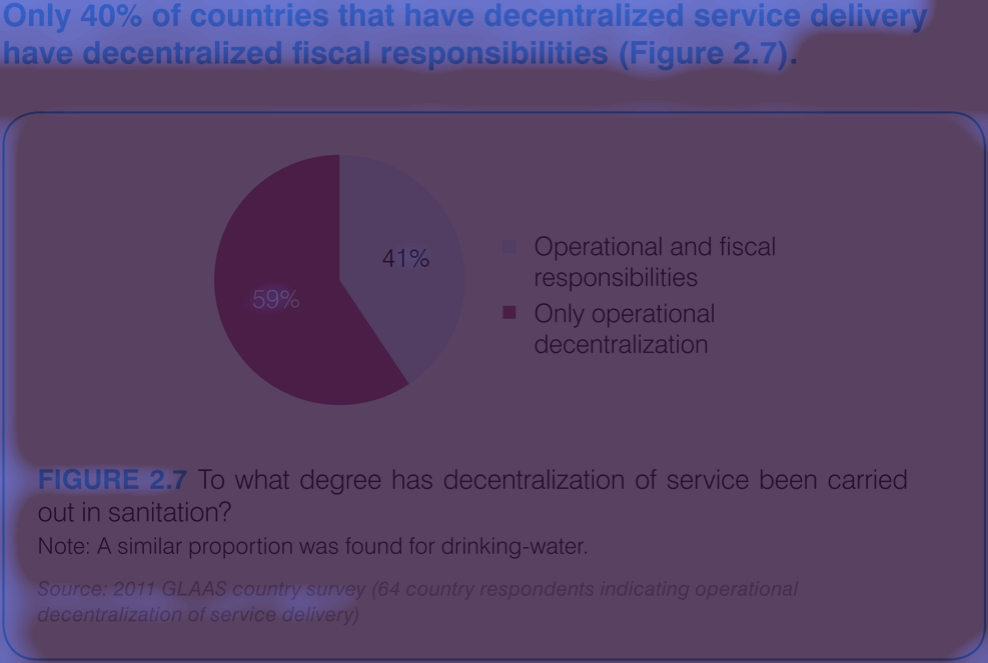 Only 40% of countries that have decentralized service delivery
have decentralized fiscal responsibilities (Figure 2.7).
41%
59%
Operational and fiscal
responsibilities
Only operational
decentralization
FIGURE 2.7 To what degree has decentralization of service been carried
out in sanitation?
Note: A similar proportion was found for drinking-water.
Source: 2011 GLAAS country survey (64 country respondents indicating operational
decentralization of service delivery)